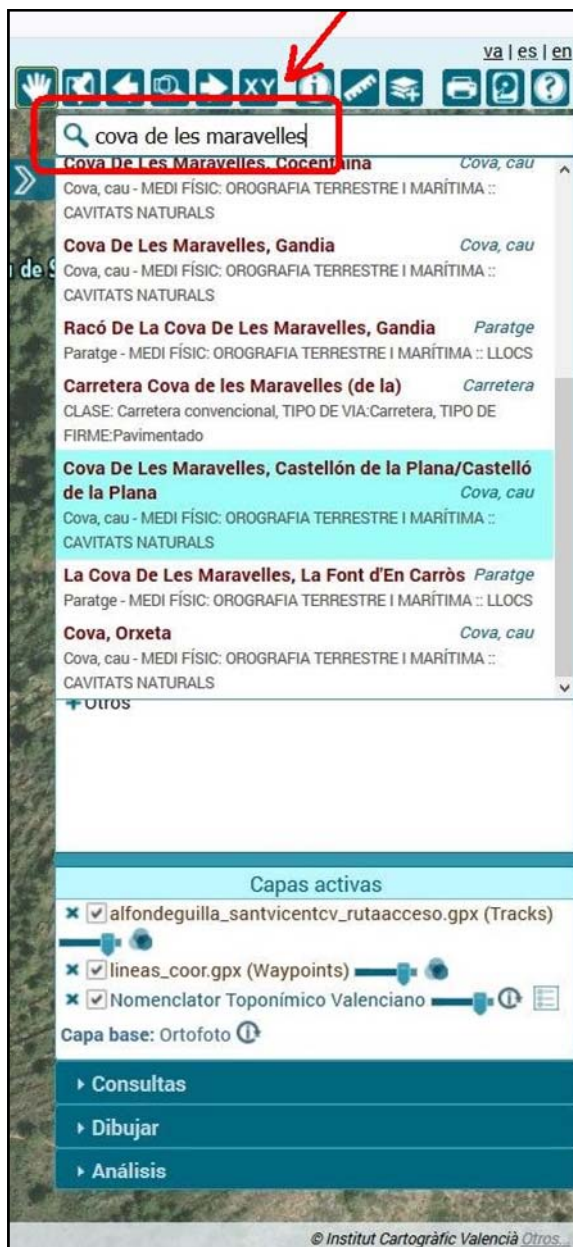 va | es | en
XY
cova de les maravelles
Cova De Les Maravelles, Cocentaina Cova, cau
Cova, cau - MEDI FÍSIC: OROGRAFIA TERRESTRE I MARÍTIMA ::
CAVITATS NATURALS
Cova De Les Maravelles, Gandia Cova, cau
Cova, cau - MEDI FÍSIC: OROGRAFIA TERRESTRE I MARÍTIMA ::
CAVITATS NATURALS
Racó De La Cova De Les Maravelles, Gandia Paratge
Paratge - MEDI FÍSIC: OROGRAFIA TERRESTRE I MARÍTIMA :: LLOCS
Carretera Cova de les Maravelles (de la) Carretera
CLASE: Carretera convencional, TIPO DE VIA:Carretera, TIPO DE
FIRME:Pavimentado
Cova De Les Maravelles, Castellón de la Plana/Castelló
de la Plana Cova, cau
Cova, cau - MEDI FÍSIC: OROGRAFIA TERRESTRE I MARÍTIMA ::
CAVITATS NATURALS
La Cova De Les Maravelles, La Font d'En Carròs Paratge
Paratge - MEDI FÍSIC: OROGRAFIA TERRESTRE I MARÍTIMA :: LLOCS
Cova, Orxeta Cova, cau
Cova, cau - MEDI FÍSIC: OROGRAFIA TERRESTRE I MARÍTIMA ::
CAVITATS NATURALS
+Otros
de
Capas activas
alfondeguilla_santvicentcv_rutaacceso.gpx (Tracks)
lineas_coor.gpx (Waypoints)
Nomenclator Toponímico Valenciano
Capa base: Ortofoto
Consultas
Dibujar
Análisis
© Institut Cartogràfic Valencià Otros...